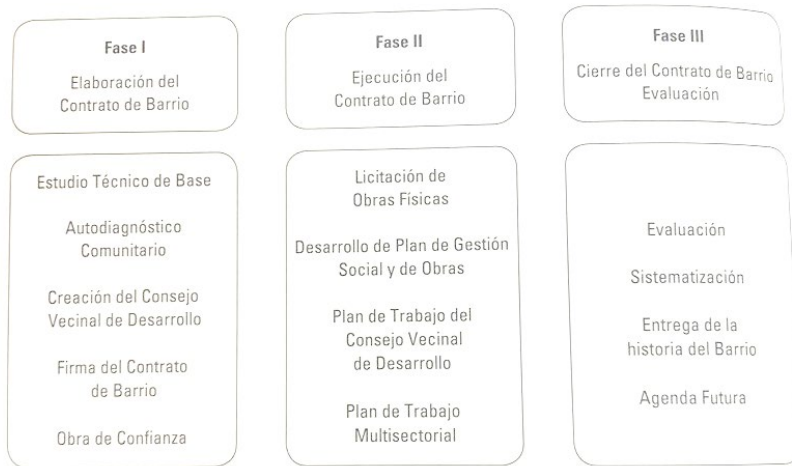 Fase I
Elaboración del
Contrato de Barrio
Estudio Técnico de Base
Autodiagnóstico
Comunitario
Creación del Consejo
Vecinal de Desarrollo
Firma del Contrato
de Barrio
Obra de Confianza
Fase II
Ejecución del
Contrato de Barrio
Licitación de
Obras Físicas
Desarrollo de Plan de Gestión
Social y de Obras
Plan de Trabajo del
Consejo Vecinal
de Desarrollo
Plan de Trabajo
Multisectorial
Fase III
Cierre del Contrato de Barrio
Evaluación
Evaluación
Sistematización
Entrega de la
historia del Barrio
Agenda Futura